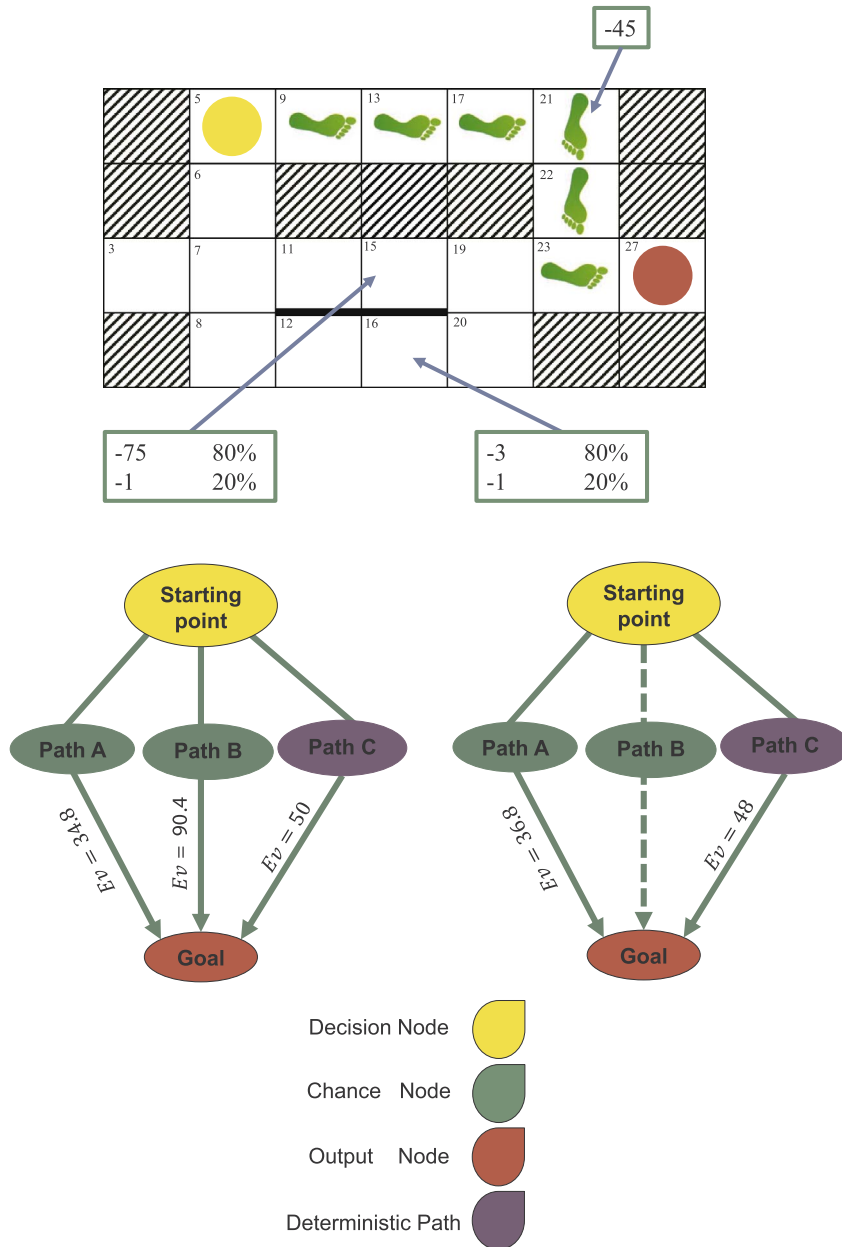 -45
5 9 13 17 21
6 22
3 7 11 15 19 23 27
8 12 16 20
-75 80%
-1 20%
-3 80%
-1 20%
Starting
point
Path A
Path B
Path C
Ev = 34.8
Ev = 90.4
Ev = 50
Goal
Starting
point
Path A
Path B
Path C
Ev = 36.8
Ev = 48
Goal
Decision Node
Chance Node
Output Node
Deterministic Path